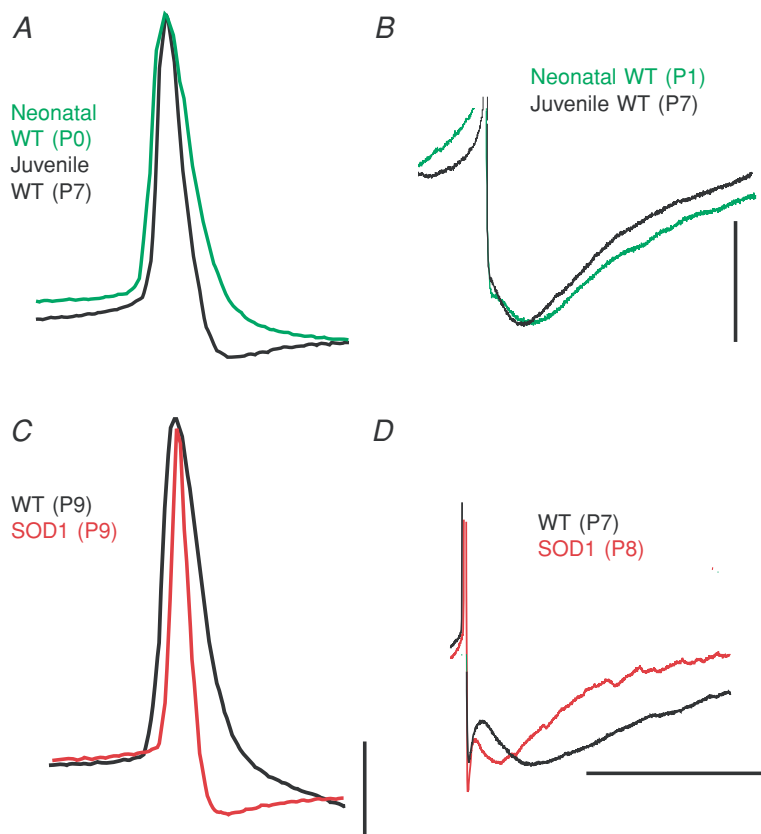 A
Neonatal
WT (P0)
Juvenile
WT (P7)
B
Neonatal WT (P1)
Juvenile WT (P7)
C
WT (P9)
SOD1 (P9)
D
WT (P7)
SOD1 (P8)